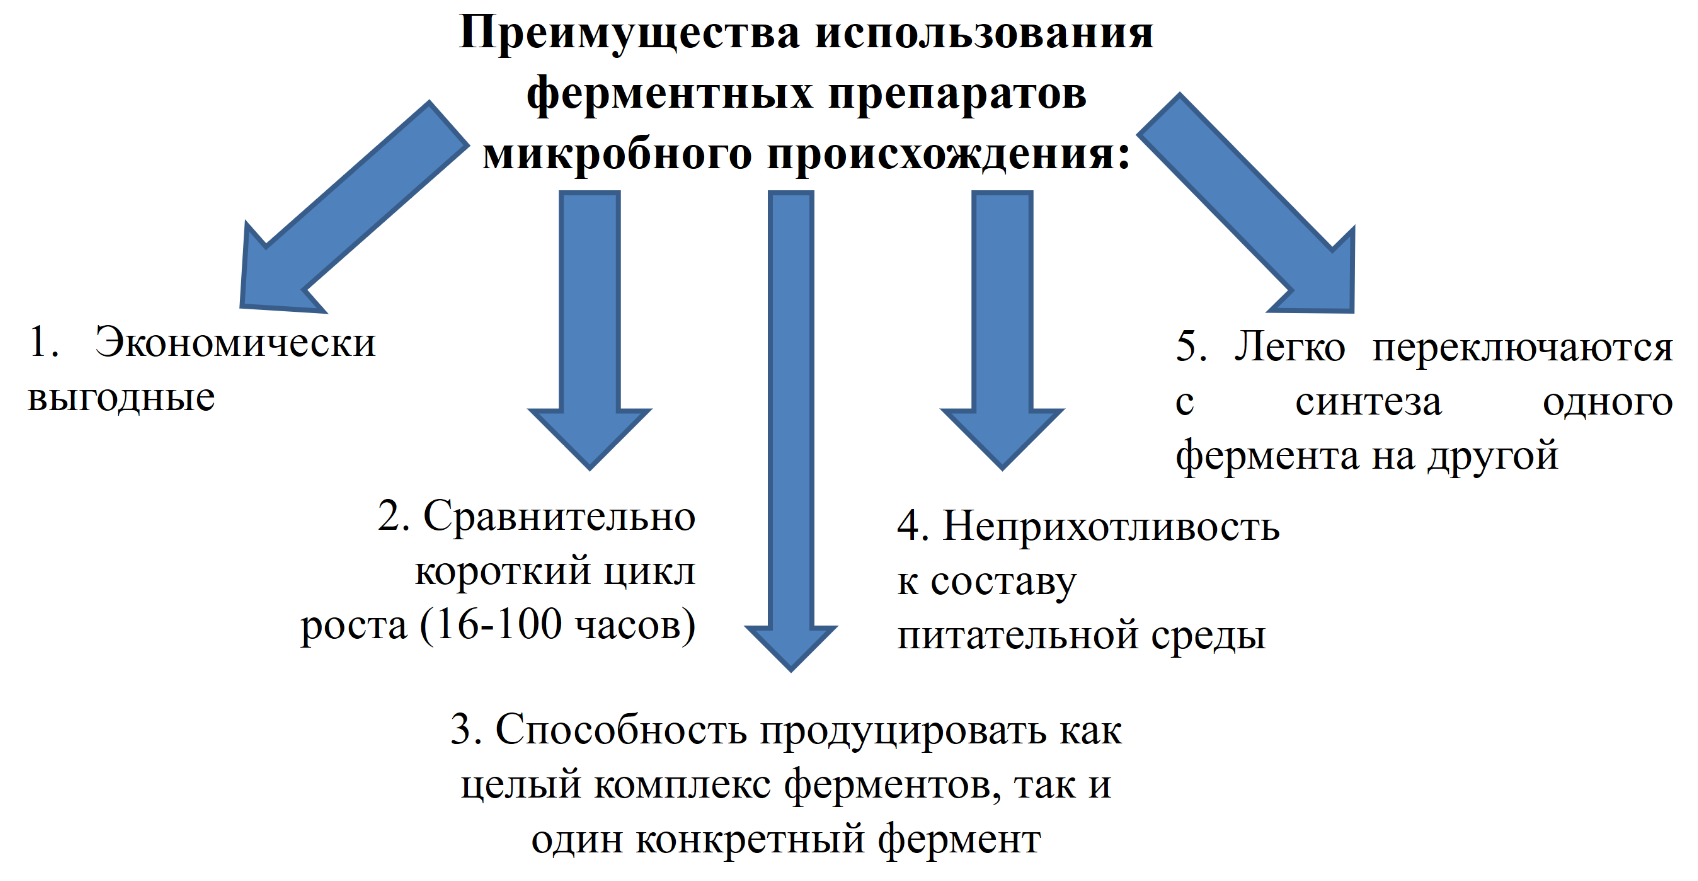 Преимущества использования
ферментных препаратов
микробного происхождения:
1. Экономически
выгодные
2. Сравнительно
короткий цикл
роста (16-100 часов)
3. Способность продуцировать как
целый комплекс ферментов, так и
один конкретный фермент
4. Неприхотливость
к составу
питательной среды
5. Легко переключаются
с синтеза одного
фермента на другой